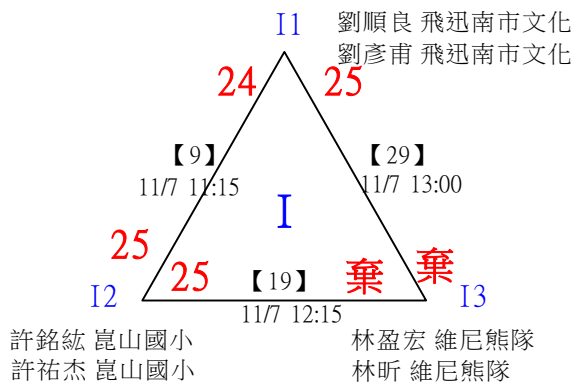 I1
劉順良 飛迅南市文化
劉彥甫 飛迅南市文化
24
25
【9】
11/7 11:15
【29】
11/7 13:00
I
25
25
【19】
11/7 12:15
棄
棄
I2
I3
許銘紘 崑山國小
許祐杰 崑山國小
林盈宏 維尼熊隊
林昕 維尼熊隊